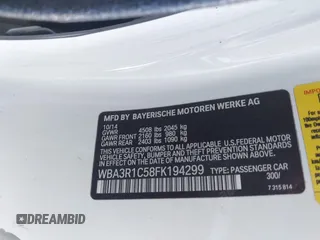 MFD BY BAYERISCHE MOTOREN WERKE AG
10/14
GVWR 4508 lbs 2045 kg
GAWR FRONT 2160 lbs 980 kg
GAWR REAR 2403 lbs 1090 kg
THIS VEHICLE CONFORMS TO ALL APPLICABLE
FEDERAL MOTOR VEHICLE SAFETY, BUMPER,
AND THEFT PREVENTION STANDARDS IN EFFECT
ON THE DATE OF MANUFACTURE SHOWN ABOVE.
WBA3R1C58FK194299 TYPE: PASSENGER CAR
300/
7 315 814
DREAMBID